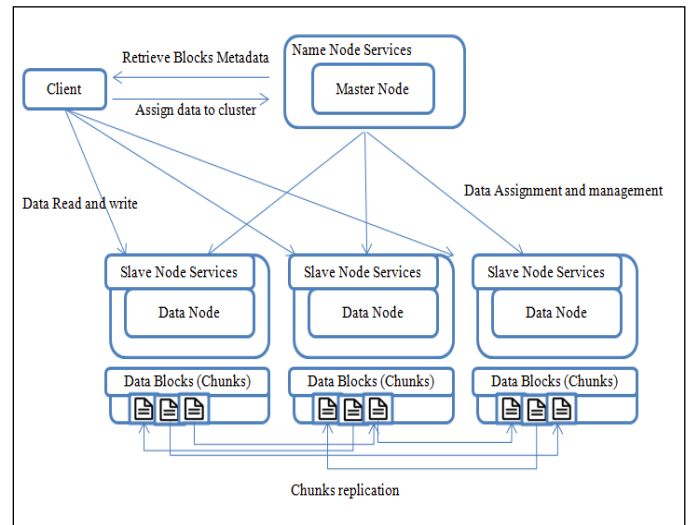 Retrieve Blocks Metadata
Name Node Services
Client
Master Node
Assign data to cluster
Data Read and write
Data Assignment and management
Slave Node Services
Slave Node Services
Slave Node Services
Data Node
Data Node
Data Node
Data Blocks (Chunks)
Data Blocks (Chunks)
Data Blocks (Chunks)
Chunks replication